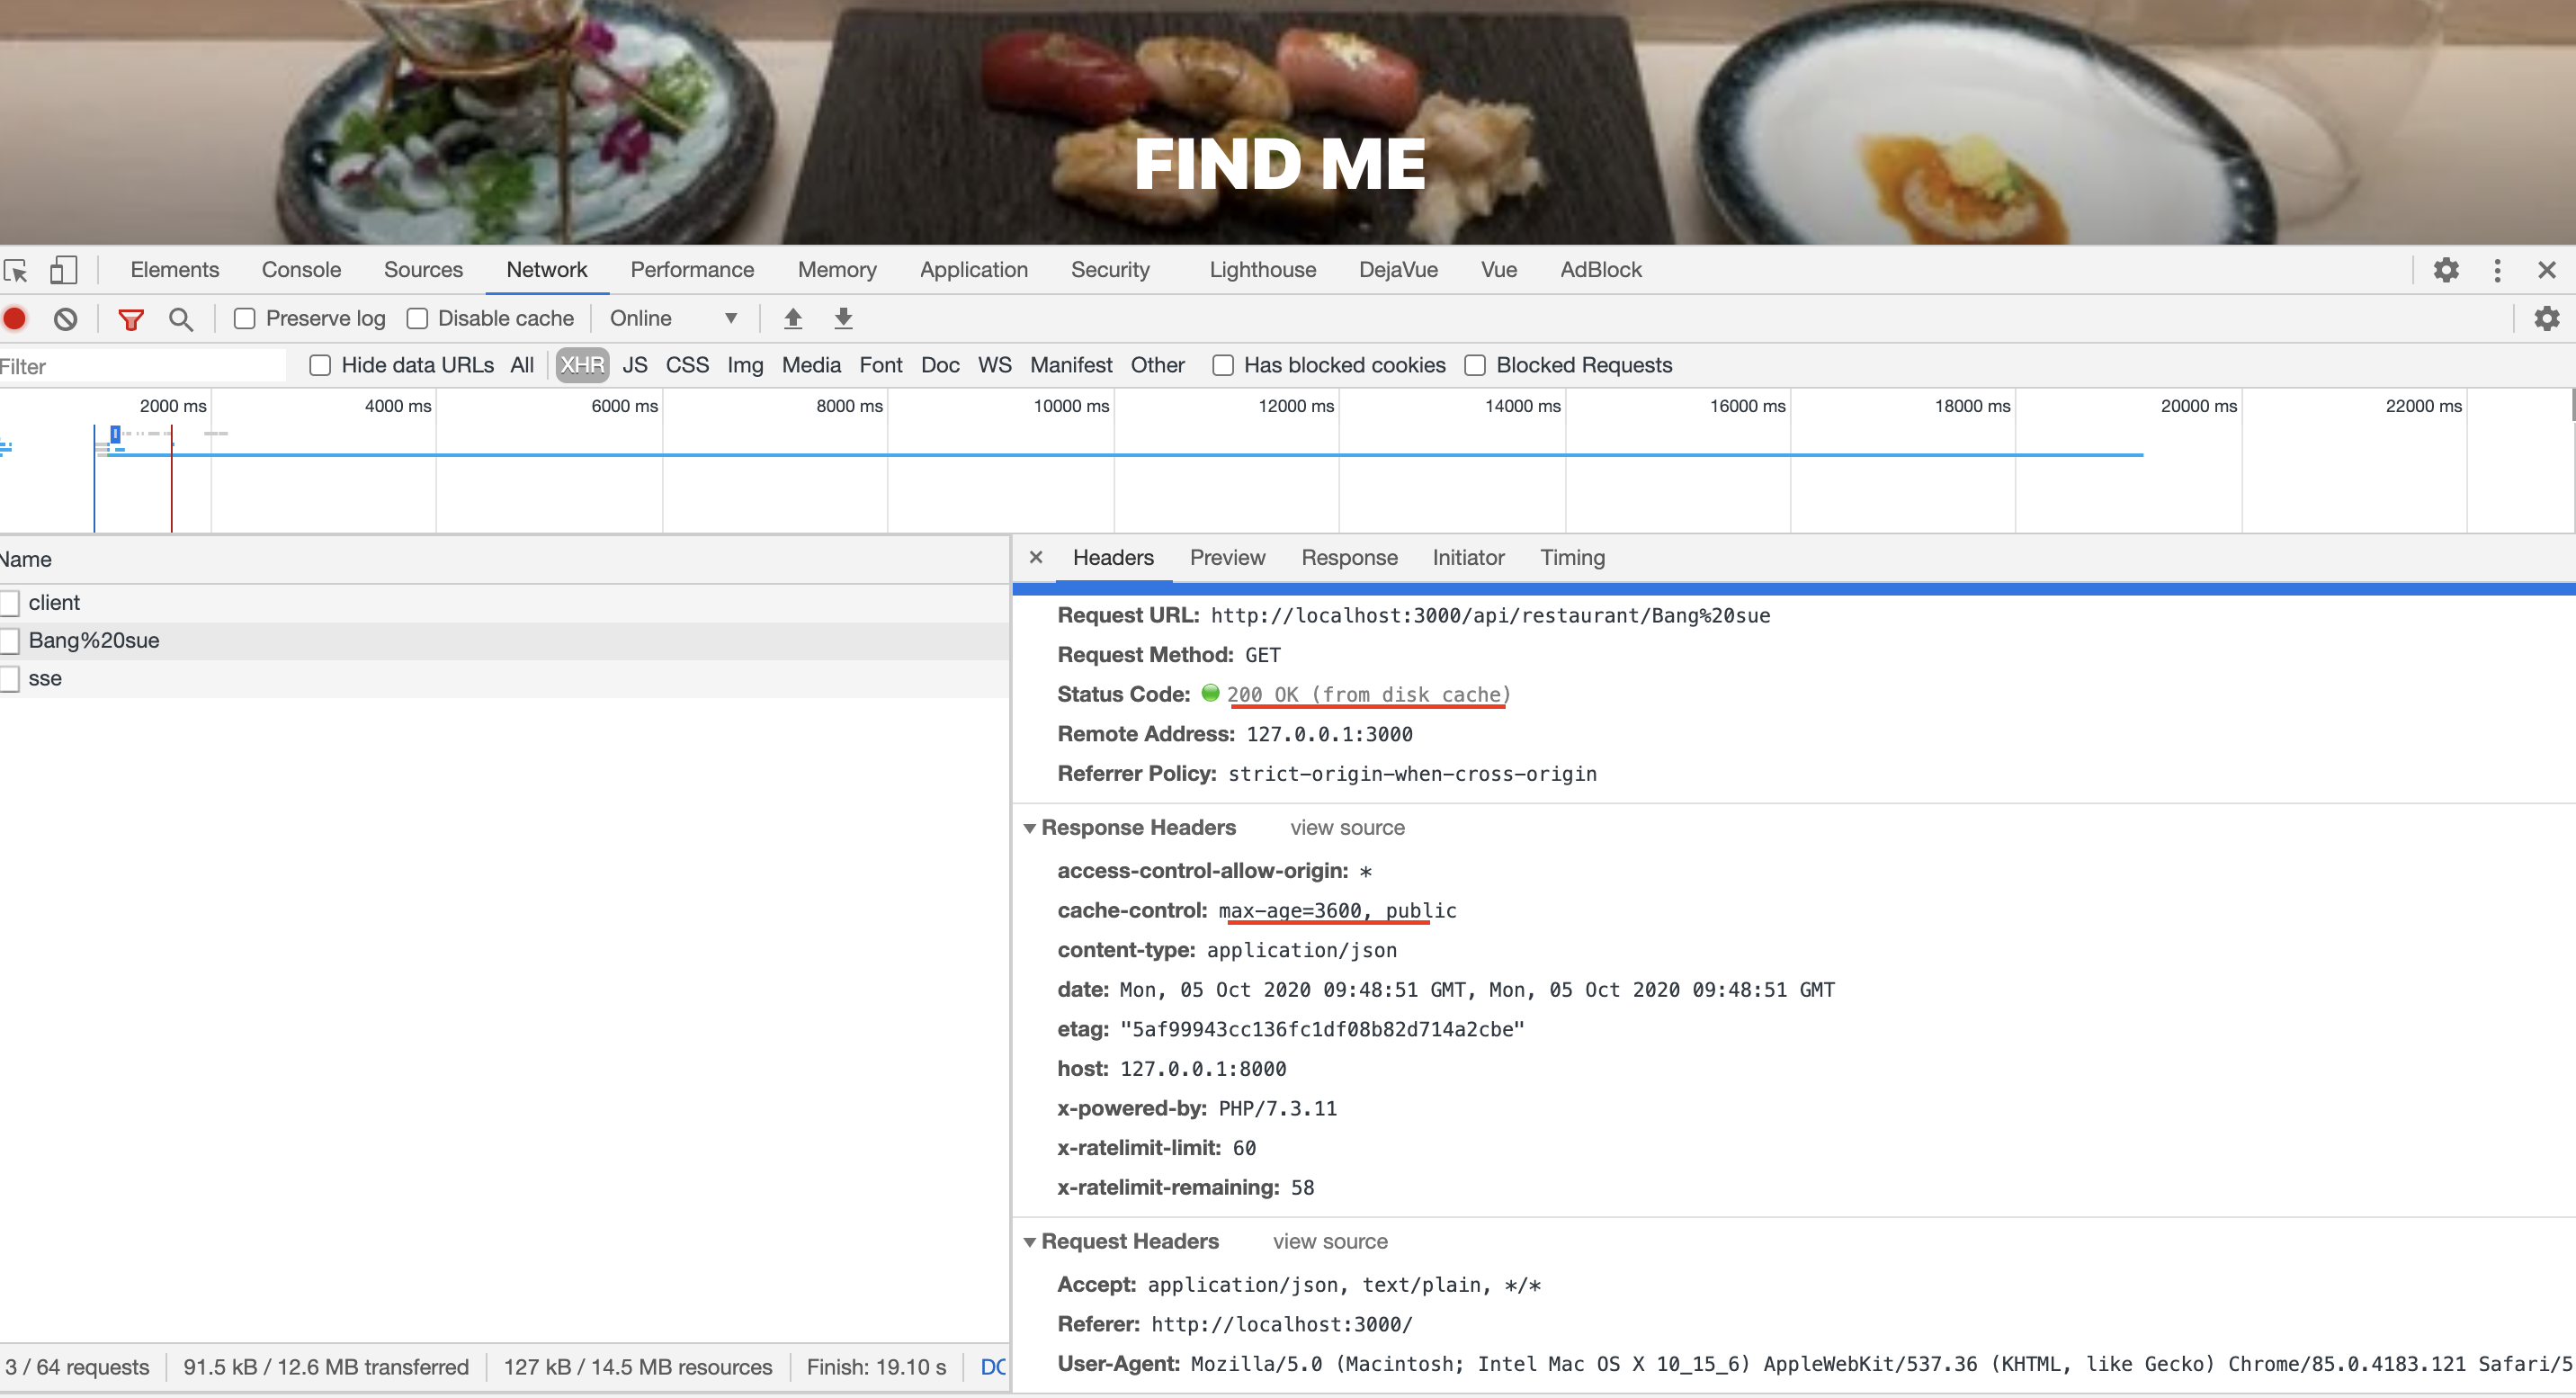 FIND ME
Elements Console Sources Network Performance Memory Application Security Lighthouse DejaVue Vue AdBlock
Preserve log Disable cache Online
Filter Hide data URLs All XHR JS CSS Img Media Font Doc WS Manifest Other Has blocked cookies Blocked Requests
2000 ms 4000 ms 6000 ms 8000 ms 10000 ms 12000 ms 14000 ms 16000 ms 18000 ms 20000 ms 22000 ms
Name
client
Bang%20sue
sse
× Headers Preview Response Initiator Timing
Request URL: http://localhost:3000/api/restaurant/Bang%20sue
Request Method: GET
Status Code: 200 OK (from disk cache)
Remote Address: 127.0.0.1:3000
Referrer Policy: strict-origin-when-cross-origin
Response Headers view source
access-control-allow-origin: *
cache-control: max-age=3600, public
content-type: application/json
date: Mon, 05 Oct 2020 09:48:51 GMT, Mon, 05 Oct 2020 09:48:51 GMT
etag: "5af99943cc136fc1df08b82d714a2cbe"
host: 127.0.0.1:8000
x-powered-by: PHP/7.3.11
x-ratelimit-limit: 60
x-ratelimit-remaining: 58
Request Headers view source
Accept: application/json, text/plain, */*
Referer: http://localhost:3000/
User-Agent: Mozilla/5.0 (Macintosh; Intel Mac OS X 10_15_6) AppleWebKit/537.36 (KHTML, like Gecko) Chrome/85.0.4183.121 Safari/5
3 / 64 requests 91.5 kB / 12.6 MB transferred 127 kB / 14.5 MB resources Finish: 19.10 s DC